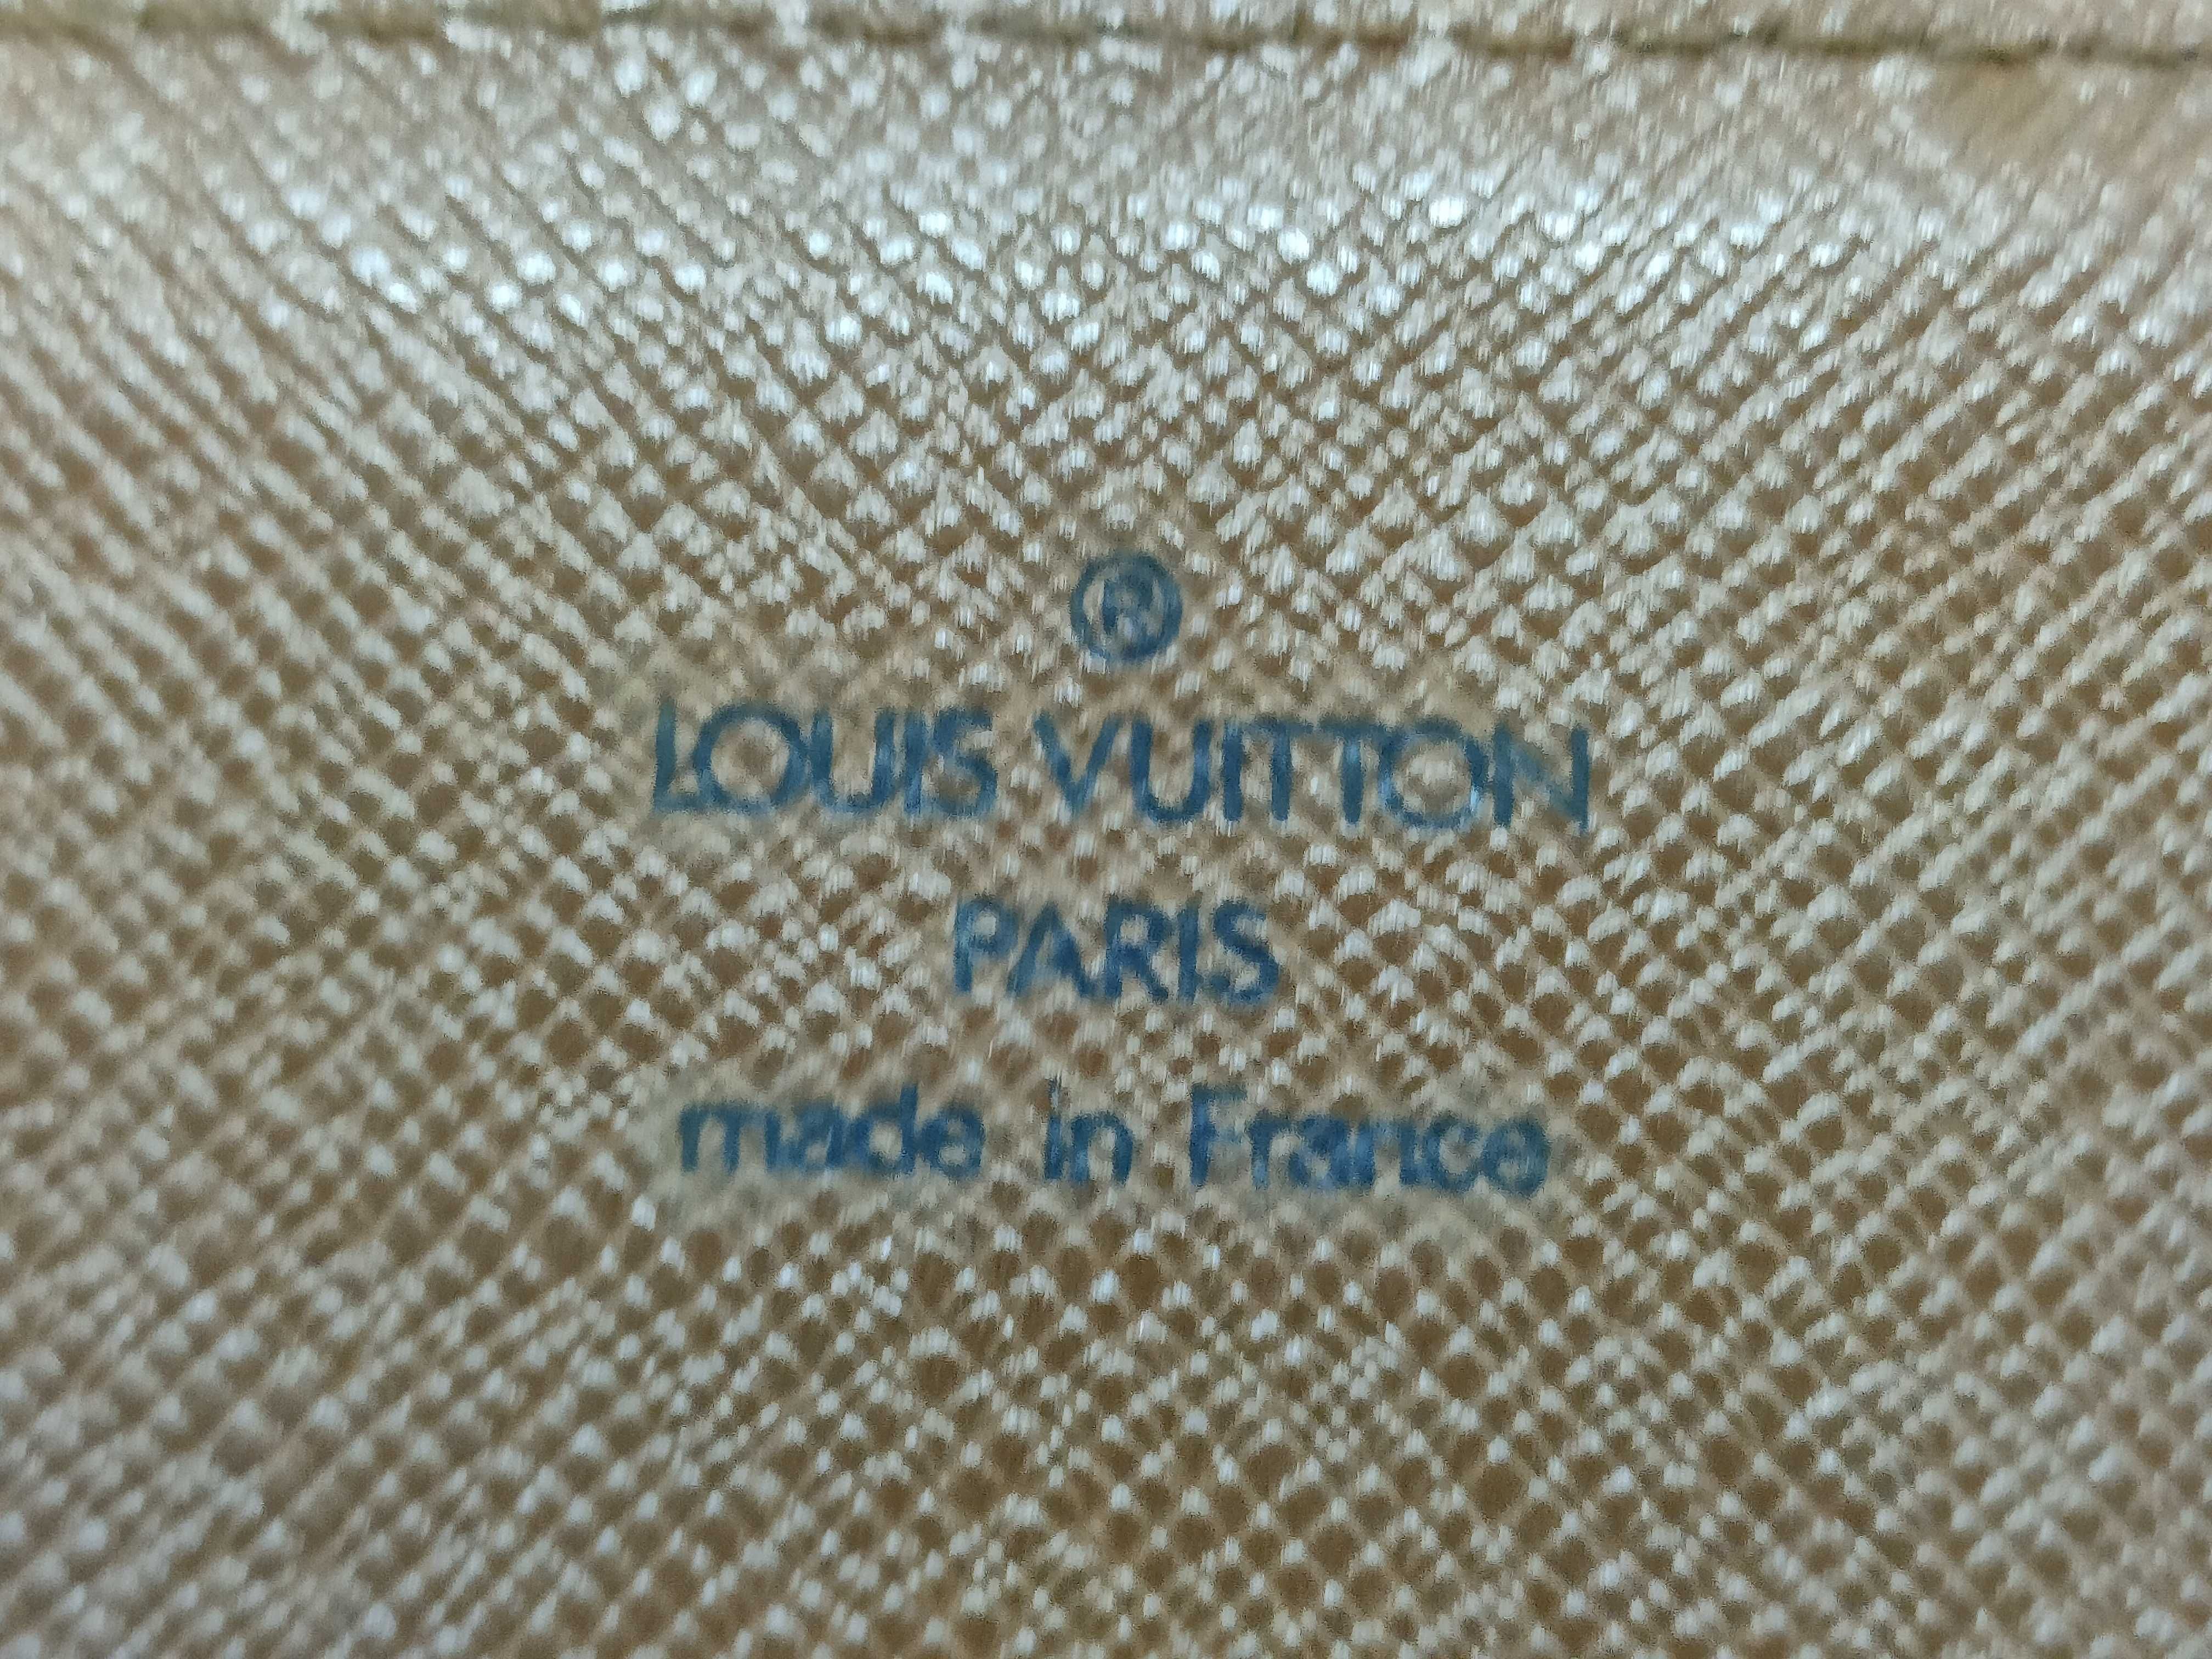 ®
LOUIS VUITTON
PARIS
made in France